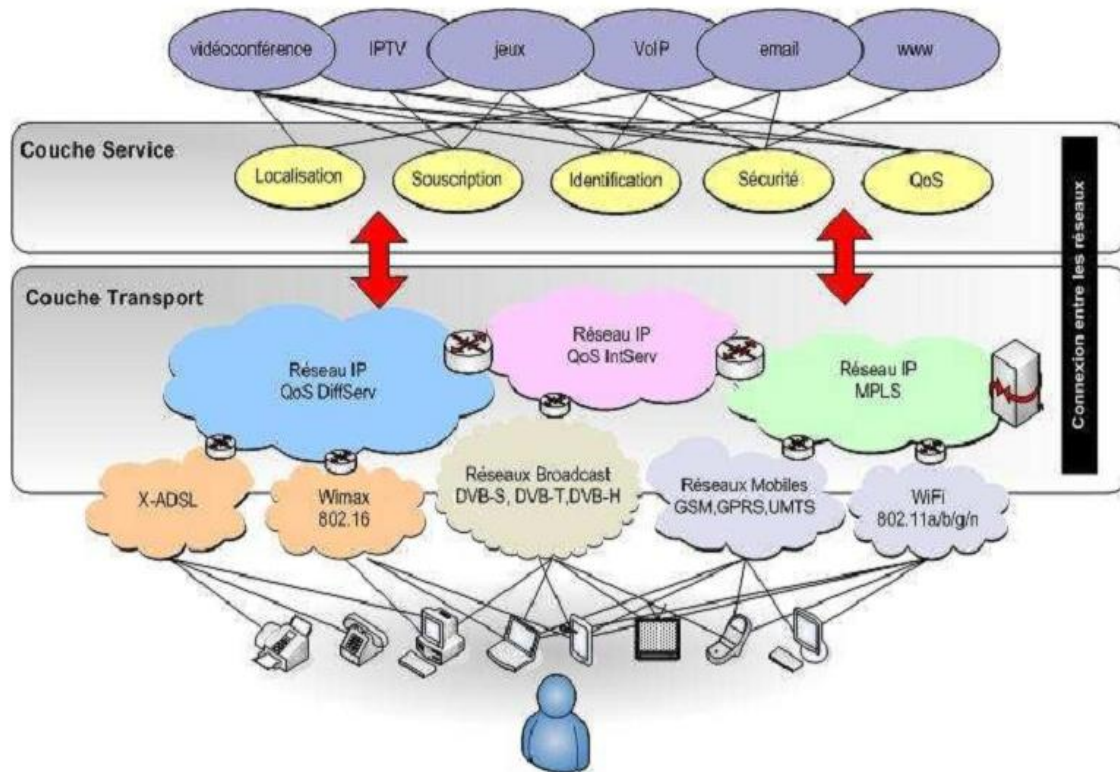 vidéoconférence
IPTV
jeux
VoIP
email
www
Couche Service
Localisation
Souscription
Identification
Sécurité
QoS
Connexion entre les réseaux
Couche Transport
Réseau IP
QoS DiffServ
Réseau IP
QoS IntServ
Réseau IP
MPLS
X-ADSL
Wimax
802.16
Réseaux Broadcast
DVB-S, DVB-T,DVB-H
Réseaux Mobiles
GSM,GPRS,UMTS
WiFi
802.11a/b/g/n